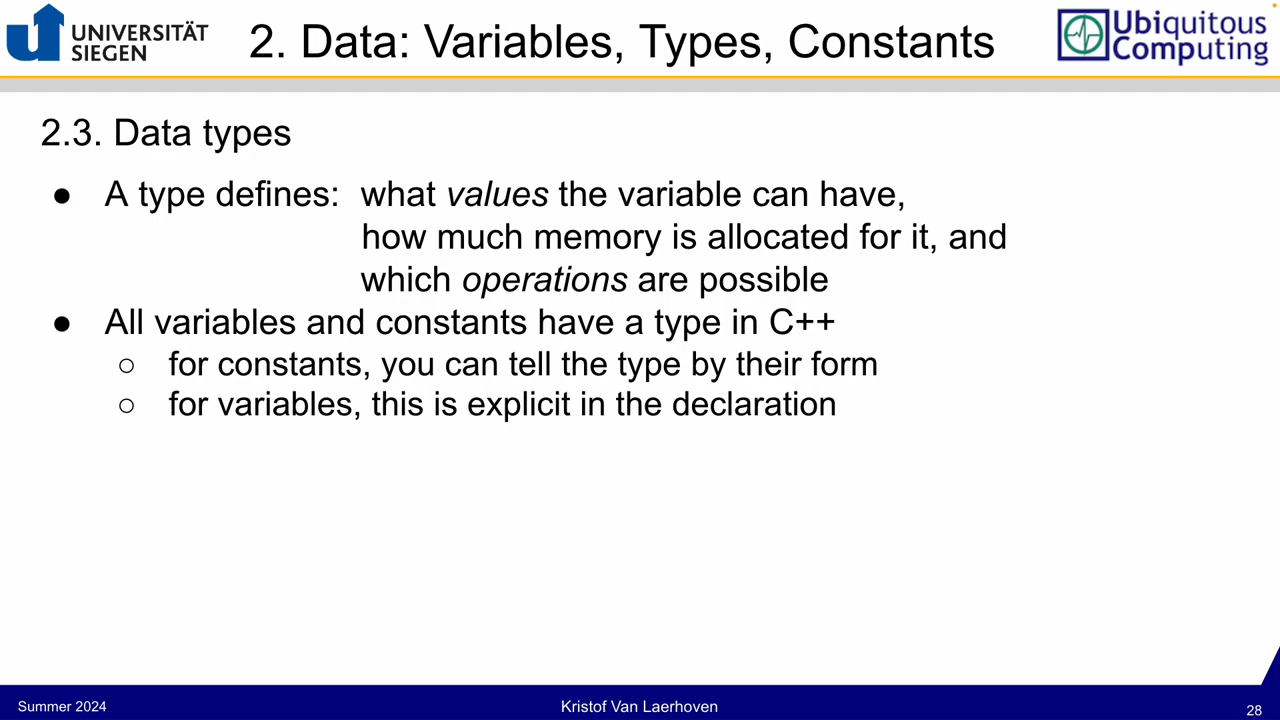 UNIVERSITÄT
SIEGEN
2. Data: Variables, Types, Constants
Ubiquitous
Computing
2.3. Data types
● A type defines: what values the variable can have,
how much memory is allocated for it, and
which operations are possible
● All variables and constants have a type in C++
○ for constants, you can tell the type by their form
○ for variables, this is explicit in the declaration
Summer 2024
Kristof Van Laerhoven
28